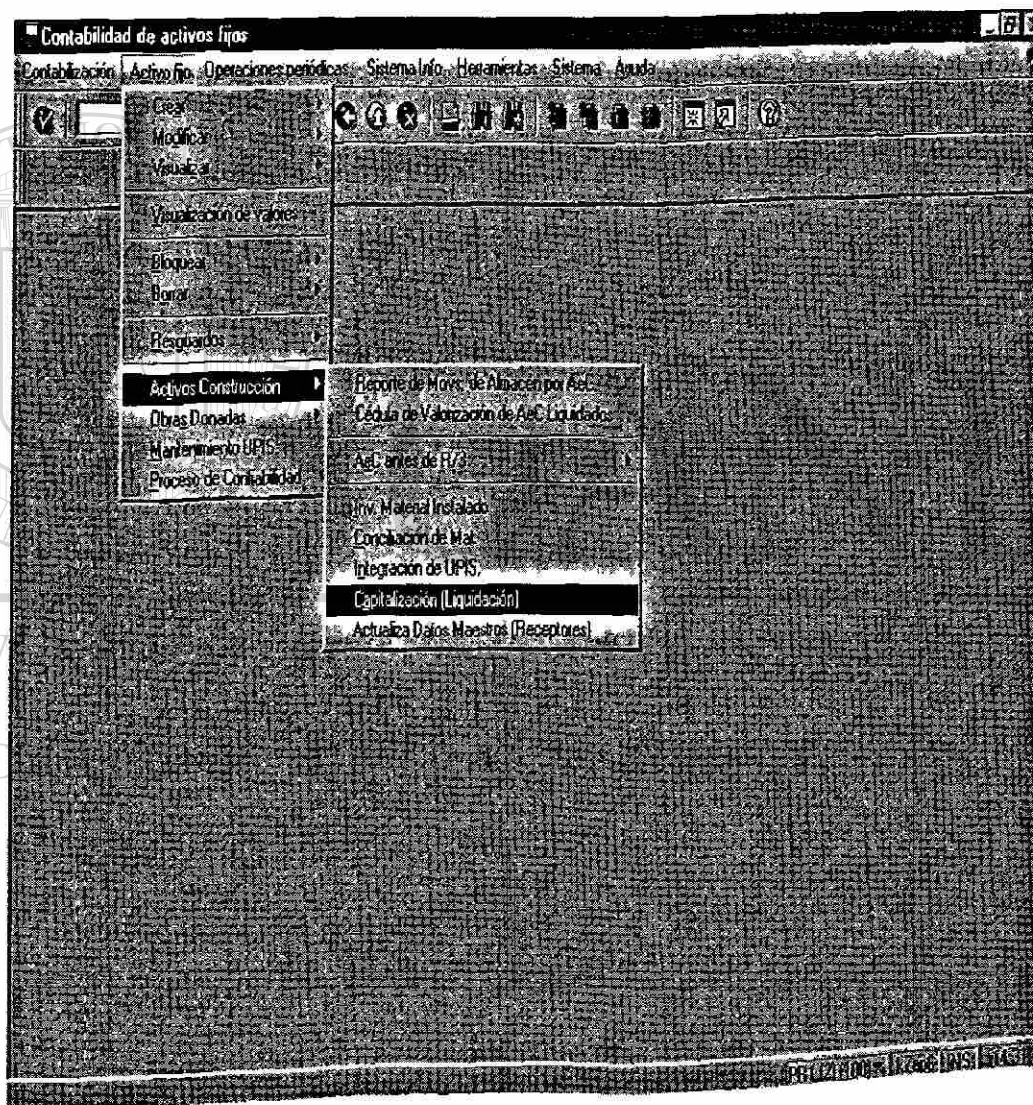 Contabilidad de activos fijos
Contabilización Activo fijo Operaciones periódicas Sistema Info Herramientas Sistema Ayuda
Crear
Modificar
Visualizar
Visualización de valores
Bloquear
Borrar
Resguardos
Activos Construcción
Obras Donadas
Mantenimiento UPIS
Proceso de Contabilidad
Reporte de Movs. de Almacén por AeC
Cédula de Valorización de AeC Liquidados
AeC antes de R/3
Inv. Material Instalado
Conciliación de Mat.
Integración de UPIS
Capitalización (Liquidación)
Actualiza Datos Maestros (Receptores)